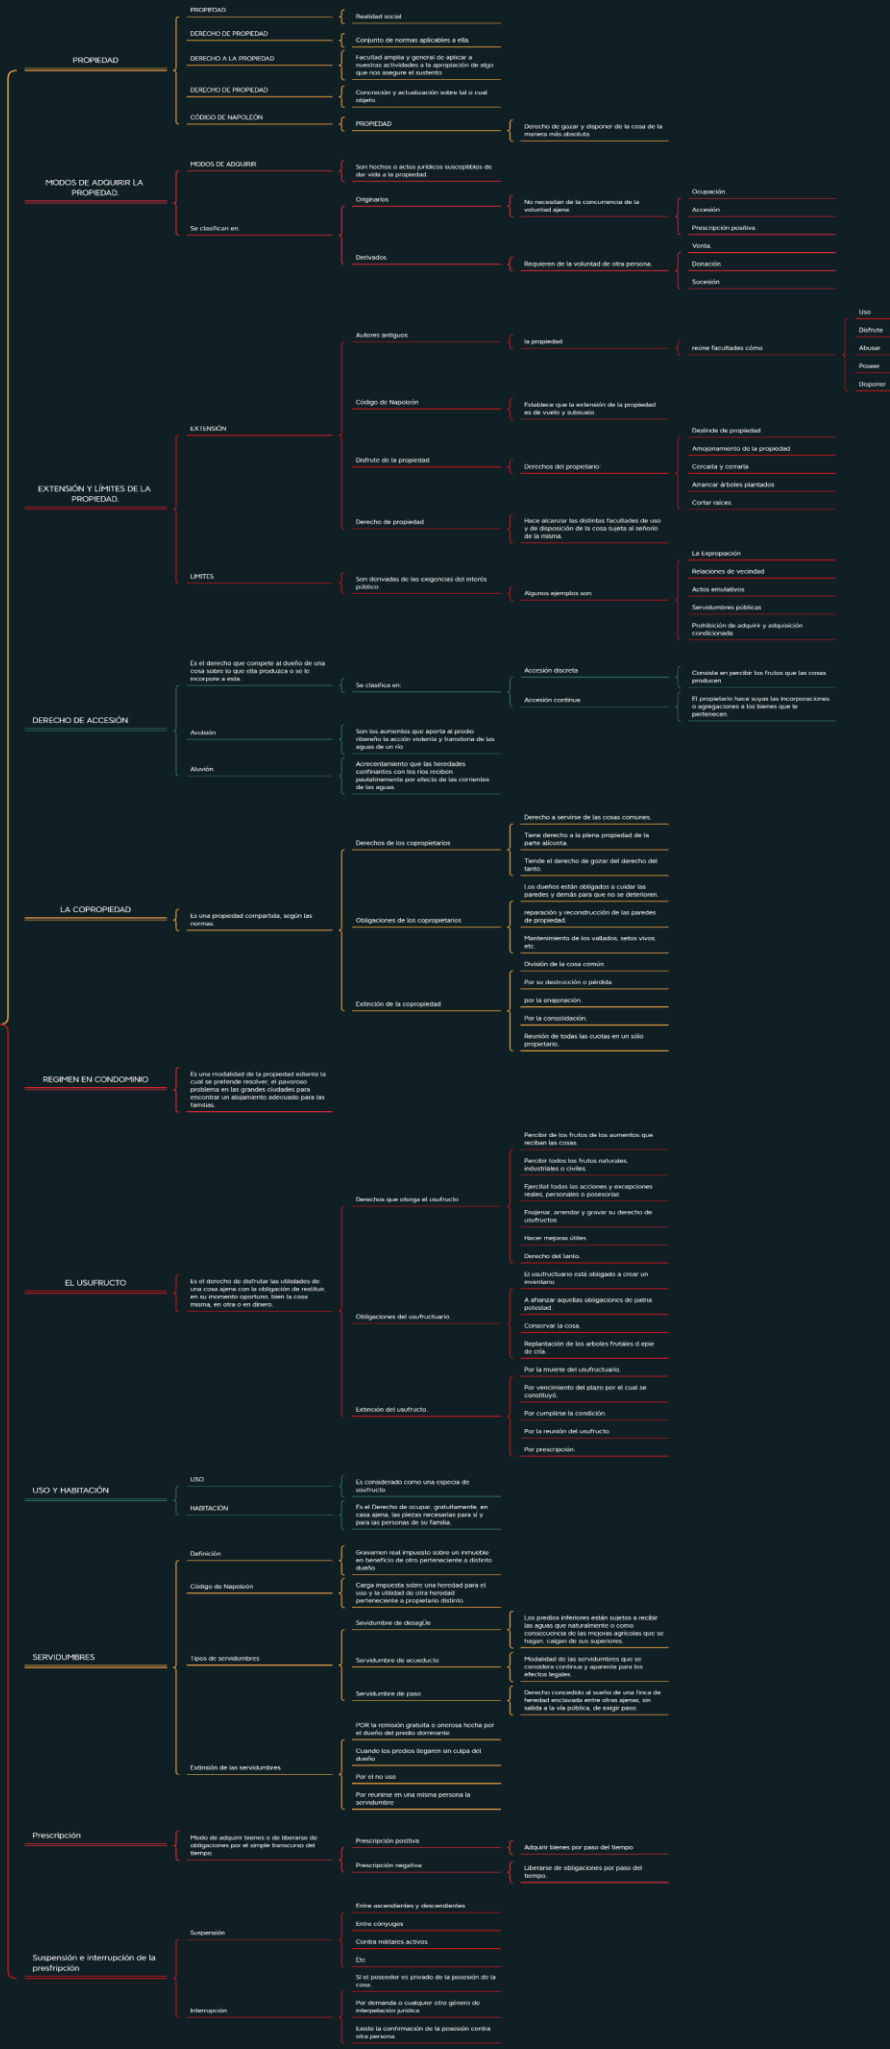 PROPIEDAD
PROPIEDAD
Realidad social
DERECHO DE PROPIEDAD
Conjunto de normas aplicables a ella.
DERECHO A LA PROPIEDAD
Facultad amplia y general de aplicar a
nuestras actividades a la apropiación de algo
que nos asegure el sustento
DERECHO DE PROPIEDAD
Concreción y actualización sobre tal o cual
objeto
CÓDIGO DE NAPOLEÓN
PROPIEDAD
Derecho de gozar y disponer de la cosa de la
manera más absoluta
MODOS DE ADQUIRIR LA
PROPIEDAD.
MODOS DE ADQUIRIR
Son hechos o actos jurídicos susceptibles de
dar vida a la propiedad.
Se clasifican en:
Originarios
No necesitan de la concurrencia de la
voluntad ajena
Ocupación
Accesión
Prescripción positiva.
Derivados
Requieren de la voluntad de otra persona.
Venta.
Donación
Sucesión
EXTENSIÓN Y LÍMITES DE LA
PROPIEDAD.
EXTENSIÓN
Autores antiguos
la propiedad
reúne facultades cómo
Uso
Disfrute
Abusar
Poseer
Disponer
Código de Napoleón
Establece que la extensión de la propiedad
es de vuelo y subsuelo
Disfrute de la propiedad
Derechos del propietario:
Deslinde de propiedad
Amojonamiento de la propiedad
Cercarla y cerrarla
Arrancar árboles plantados
Cortar raíces.
Derecho de propiedad
Hace alcanzar las distintas facultades de uso
y de disposición de la cosa sujeta al señorío
de la misma.
LIMITES
Son derivadas de las exigencias del interés
público.
Algunos ejemplos son:
La Expropiación
Relaciones de vecindad
Actos emulativos
Servidumbres públicas
Prohibición de adquirir y adquisición
condicionada
DERECHO DE ACCESIÓN
Es el derecho que compete al dueño de una
cosa sobre lo que ella produzca o se le
incorpore a esta.
Se clasifica en:
Accesión discreta
Consiste en percibir los frutos que las cosas
producen
Accesión continua
El propietario hace suyas las incorporaciones
o agregaciones a los bienes que le
pertenecen.
Avulsión
Son los aumentos que aporta al predio
ribereño la acción violenta y transitoria de las
aguas de un río
Aluvión
Acrecentamiento que las heredades
confinantes con los ríos reciben
paulatinamente por efecto de las corrientes
de las aguas.
LA COPROPIEDAD
Es una propiedad compartida, según las
normas.
Derechos de los copropietarios
Derecho a servirse de las cosas comunes.
Tiene derecho a la plena propiedad de la
parte alícuota.
Tiende el derecho de gozar del derecho del
tanto.
Obligaciones de los copropietarios
Los dueños están obligados a cuidar las
paredes y demás para que no se deterioren.
reparación y reconstrucción de las paredes
de propiedad.
Mantenimiento de los vallados, setos vivos,
etc.
Extinción de la copropiedad
División de la cosa común
Por su destrucción o pérdida
por la enajenación.
Por la consolidación.
Reunión de todas las cuotas en un sólo
propietario.
REGIMEN EN CONDOMINIO
Es una modalidad de la propiedad ediante la
cual se pretende resolver, el pavoroso
problema en las grandes ciudades para
encontrar un alojamiento adecuado para las
familias.
EL USUFRUCTO
Es el derecho de disfrutar las utilidades de
una cosa ajena con la obligación de restituir,
en su momento oportuno, bien la cosa
misma, en otra o en dinero.
Derechos que otorga el usufructo
Percibir de los frutos de los aumentos que
reciban las cosas.
Percibir todos los frutos naturales,
industriales o civiles.
Ejercitat todas las acciones y excepciones
reales, personales o posesorias
Enajenar, arrendar y gravar su derecho de
usufructos
Hacer mejoras útiles
Derecho del tanto.
Obligaciones del usufructuario.
El usufructuario está obligado a crear un
inventario
A afianzar aquellas obligaciones de patria
potestad.
Conservar la cosa.
Replantación de los arboles frutales d epie
de cría.
Extinción del usufructo.
Por la muerte del usufructuario.
Por vencimiento del plazo por el cual se
constituyó.
Por cumplirse la condición.
Por la reunión del usufructo
Por prescripción.
USO Y HABITACIÓN
USO
Es considerado como una especia de
usufructo
HABITACIÓN
Es el Derecho de ocupar, gratuitamente, en
casa ajena, las piezas necesarias para sí y
para las personas de su familia.
SERVIDUMBRES
Definición
Gravamen real impuesto sobre un inmueble
en beneficio de otro perteneciente a distinto
dueño
Código de Napoleón
Carga impuesta sobre una heredad para el
uso y la utilidad de otra heredad
perteneciente a propietario distinto.
Tipos de servidumbres
Sevidumbre de desagÜe
Los predios inferiores están sujetos a recibir
las aguas que naturalmente o como
consecuencia de las mejoras agrícolas que se
hagan, caigan de sus superiores.
Servidumbre de acueducto
Modalidad de las servidumbres que se
considera continua y aparente para los
efectos legales
Servidumbre de paso
Derecho concedido al sueño de una finca de
heredad enclavada entre otras ajenas, sin
salida a la vía pública, de exigir paso.
Extinsión de las servidumbres
POR la remisión gratuita o onerosa hecha por
el dueño del predio dominante.
Cuando los predios llegaren sin culpa del
dueño
Por el no uso
Por reunirse en una misma persona la
servidumbre
Prescripción
Modo de adquirir bienes o de liberarse de
obligaciones por el simple transcurso del
tiempo
Prescripción positiva
Adquirir bienes por paso del tiempo
Prescripción negativa
Liberarse de obligaciones por paso del
tiempo.
Suspensión e interrupción de la
presfripción
Suspensión
Entre ascendientes y descendientes
Entre cónyuges
Contra militares activos
Etc
Interrupción
SI el poseedor es privado de la posesión de la
cosa
Por demanda o cualquier otro género de
interpelación jurídica
Existe la confirmación de la posesión contra
otra persona.